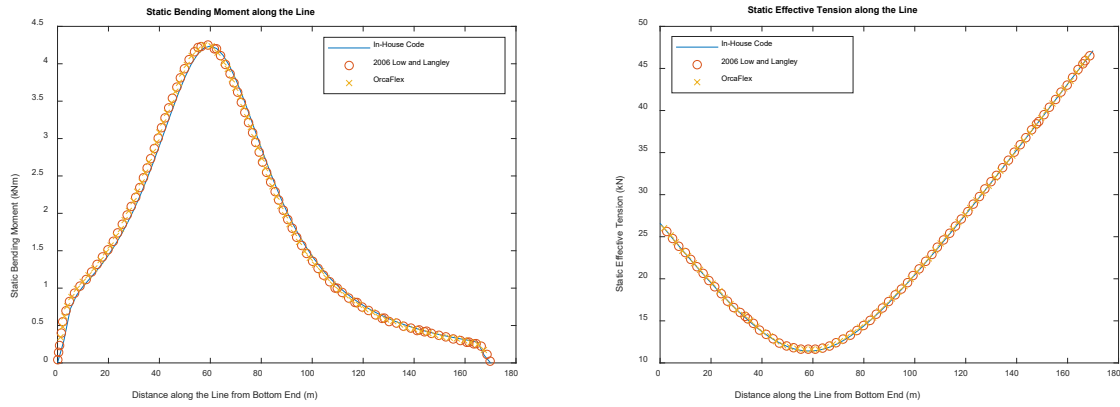 Static Bending Moment along the Line
4.5
4
3.5
3
2.5
2
1.5
1
0.5
0
Static Bending Moment (kNm)
In-House Code
2006 Low and Langley
OrcaFlex
0 20 40 60 80 100 120 140 160 180
Distance along the Line from Bottom End (m)
Static Effective Tension along the Line
50
45
40
35
30
25
20
15
10
Static Effective Tension (kN)
In-House Code
2006 Low and Langley
OrcaFlex
0 20 40 60 80 100 120 140 160 180
Distance along the Line from Bottom End (m)